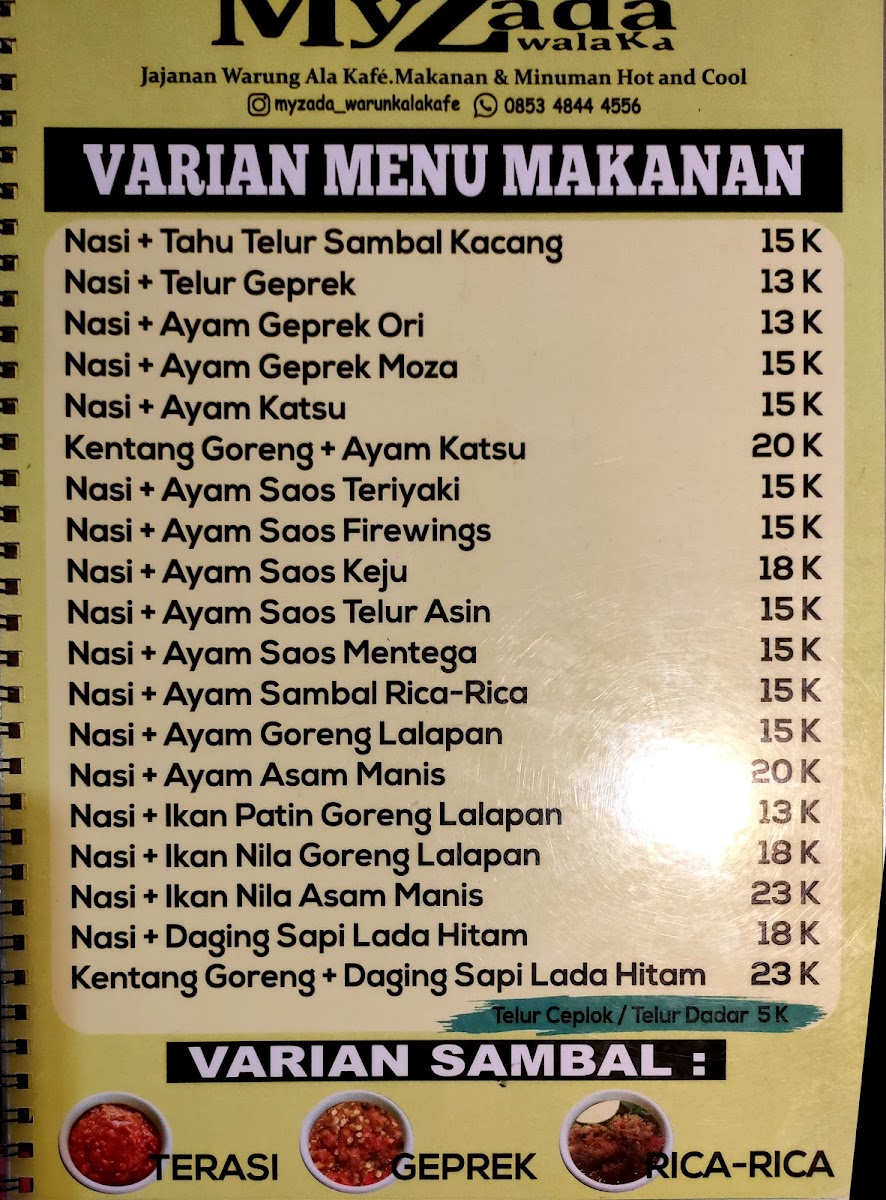 MyZada
walaKa
Jajanan Warung Ala Kafé.Makanan & Minuman Hot and Cool
myzada_warunkalakafe 0853 4844 4556
VARIAN MENU MAKANAN
Nasi + Tahu Telur Sambal Kacang 15 K
Nasi + Telur Geprek 13 K
Nasi + Ayam Geprek Ori 13 K
Nasi + Ayam Geprek Moza 15 K
Nasi + Ayam Katsu 15 K
Kentang Goreng + Ayam Katsu 20 K
Nasi + Ayam Saos Teriyaki 15 K
Nasi + Ayam Saos Firewings 15 K
Nasi + Ayam Saos Keju 18 K
Nasi + Ayam Saos Telur Asin 15 K
Nasi + Ayam Saos Mentega 15 K
Nasi + Ayam Sambal Rica-Rica 15 K
Nasi + Ayam Goreng Lalapan 15 K
Nasi + Ayam Asam Manis 20 K
Nasi + Ikan Patin Goreng Lalapan 13 K
Nasi + Ikan Nila Goreng Lalapan 18 K
Nasi + Ikan Nila Asam Manis 23 K
Nasi + Daging Sapi Lada Hitam 18 K
Kentang Goreng + Daging Sapi Lada Hitam 23 K
Telur Ceplok / Telur Dadar 5 K
VARIAN SAMBAL :
TERASI GEPREK RICA-RICA